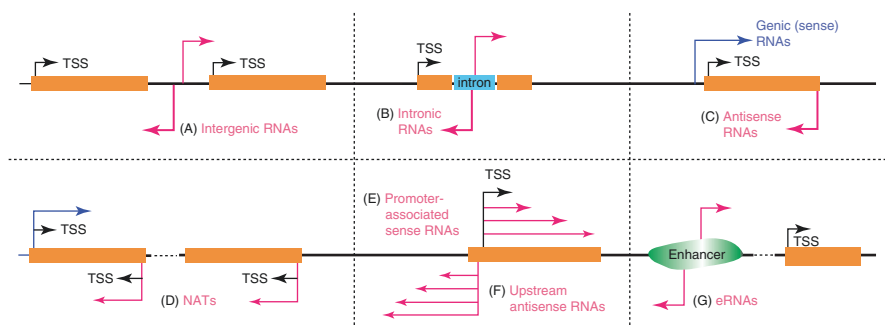 TSS
TSS
(A) Intergenic RNAs
TSS
intron
(B) Intronic
RNAs
Genic (sense)
RNAs
TSS
(C) Antisense
RNAs
TSS
TSS
TSS
(D) NATs
(E) Promoter-
associated
sense RNAs
TSS
(F) Upstream
antisense RNAs
Enhancer
TSS
(G) eRNAs